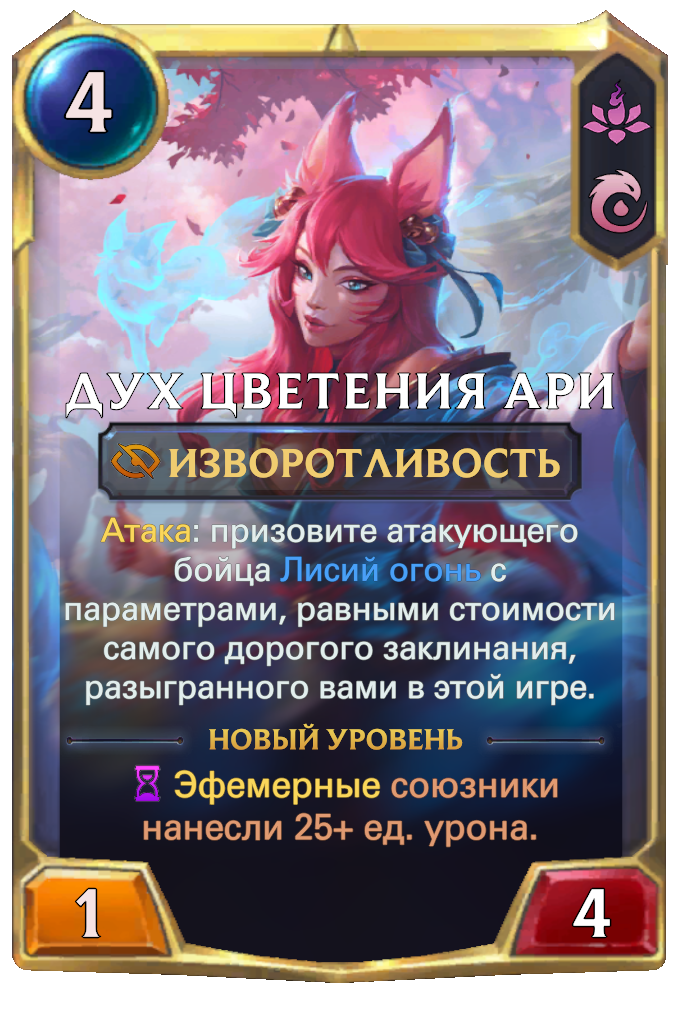 4
ДУХ ЦВЕТЕНИЯ АРИ
ИЗВОРОТЛИВОСТЬ
Атака: призовите атакующего
бойца Лисий огонь с
параметрами, равными стоимости
самого дорогого заклинания,
разыгранного вами в этой игре.
НОВЫЙ УРОВЕНЬ
Эфемерные союзники
нанесли 25+ ед. урона.
1
4